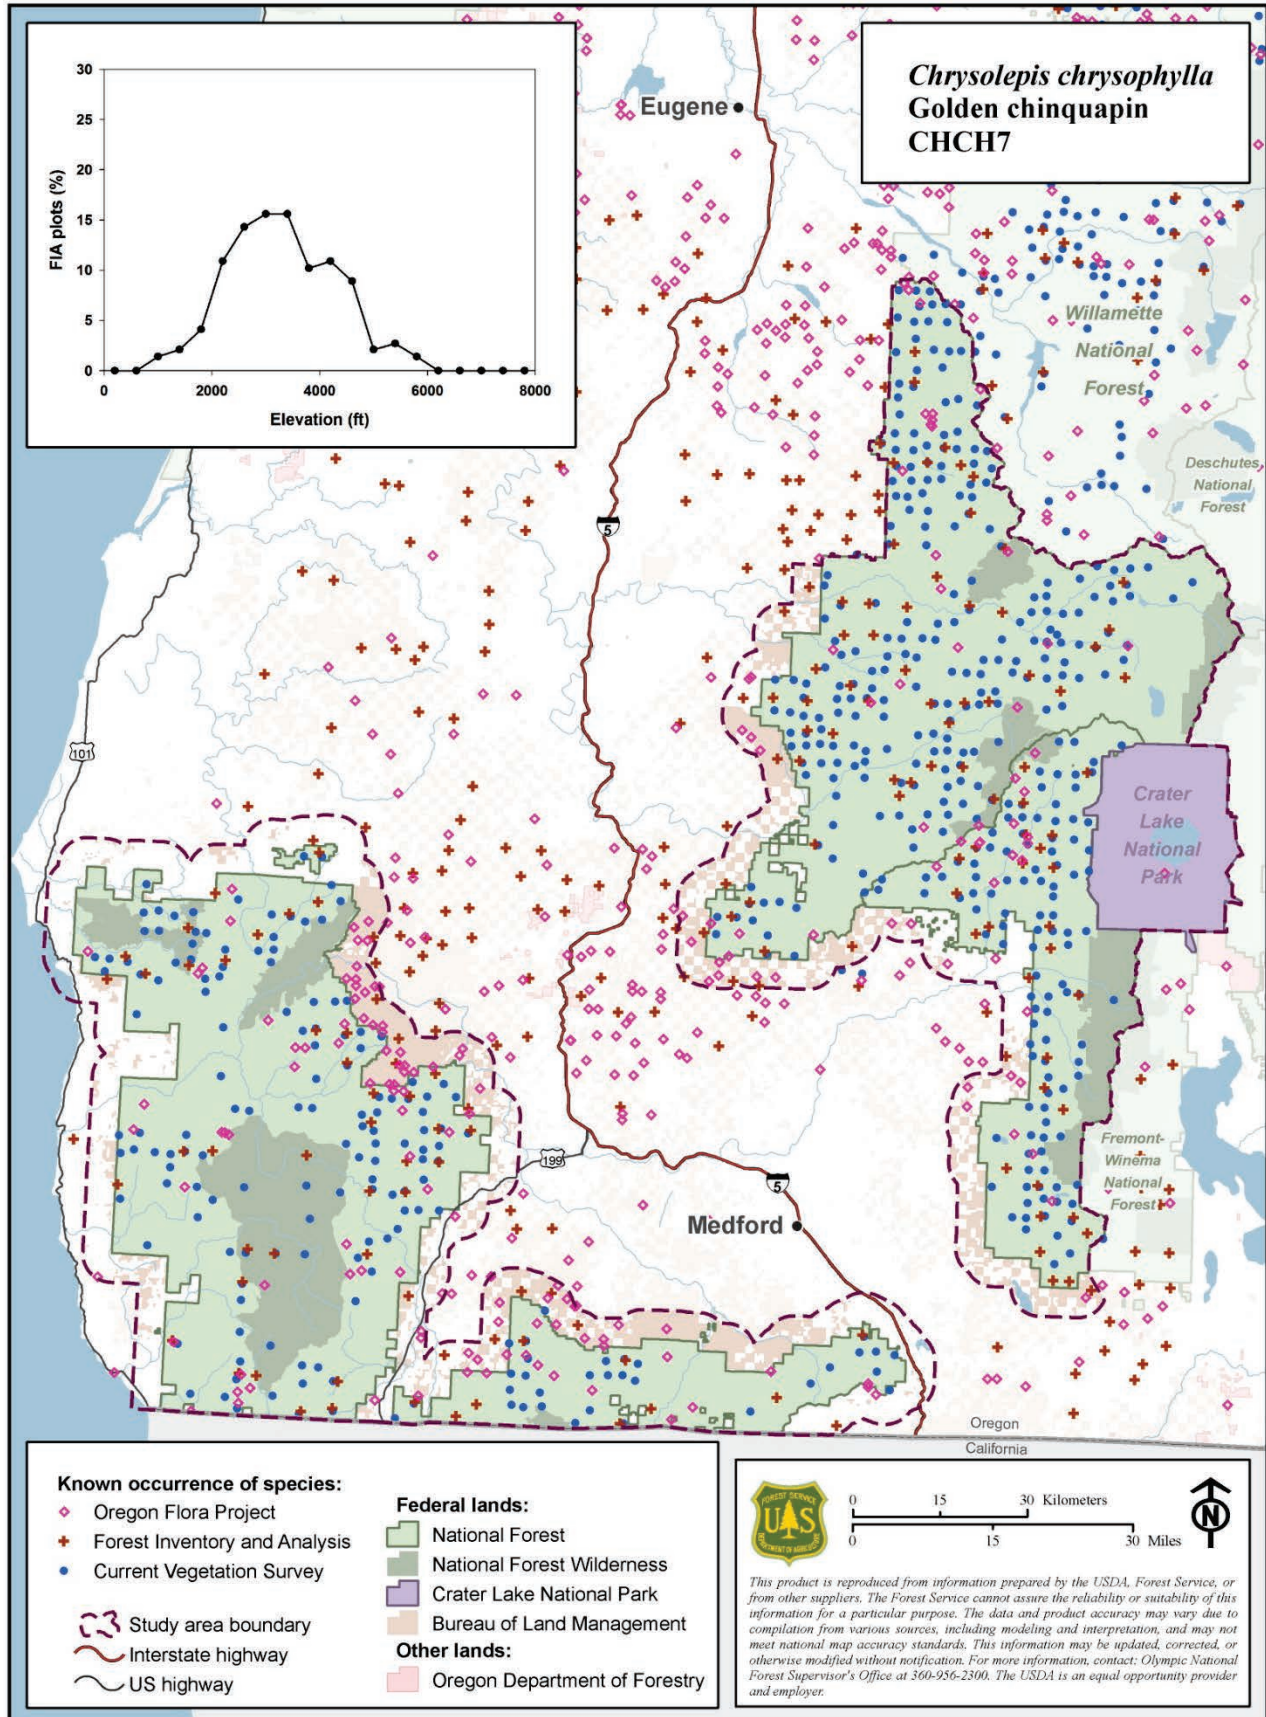 30
25
20
15
10
5
0
FIA plots (%)
0 2000 4000 6000 8000
Elevation (ft)
Chrysolepis chrysophylla
Golden chinquapin
CHCH7
Eugene
Willamette
National
Forest
Deschutes
National
Forest
5
101
Crater
Lake
National
Park
199
5
Medford
Fremont-
Winema
National
Forest
Oregon
California
Known occurrence of species:
Oregon Flora Project
Forest Inventory and Analysis
Current Vegetation Survey
Study area boundary
Interstate highway
US highway
Federal lands:
National Forest
National Forest Wilderness
Crater Lake National Park
Bureau of Land Management
Other lands:
Oregon Department of Forestry
FOREST SERVICE
U S
DEPARTMENT OF AGRICULTURE
0 15 30 Kilometers
0 15 30 Miles
N
This product is reproduced from information prepared by the USDA, Forest Service, or
from other suppliers. The Forest Service cannot assure the reliability or suitability of this
information for a particular purpose. The data and product accuracy may vary due to
compilation from various sources, including modeling and interpretation, and may not
meet national map accuracy standards. This information may be updated, corrected, or
otherwise modified without notification. For more information, contact: Olympic National
Forest Supervisor's Office at 360-956-2300. The USDA is an equal opportunity provider
and employer.